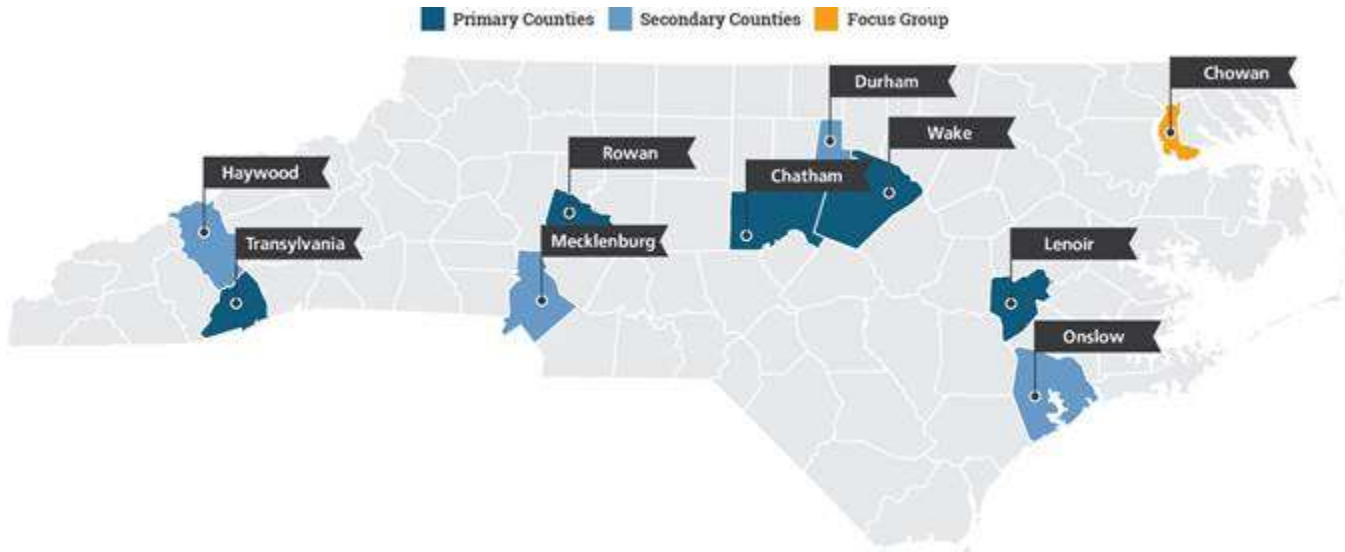 Primary Counties Secondary Counties Focus Group
Durham
Chowan
Wake
Rowan
Haywood
Chatham
Transylvania
Mecklenburg
Lenoir
Onslow